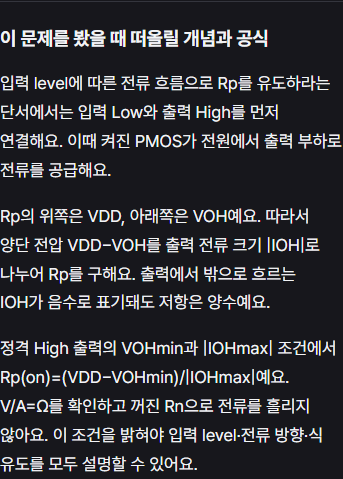 이 문제를 봤을 때 떠올릴 개념과 공식
입력 level에 따른 전류 흐름으로 Rp를 유도하라는
단서에서는 입력 Low와 출력 High를 먼저
연결해요. 이때 켜진 PMOS가 전원에서 출력 부하로
전류를 공급해요.
Rp의 위쪽은 VDD, 아래쪽은 VOH예요. 따라서
양단 전압 VDD−VOH를 출력 전류 크기 |IOH|로
나누어 Rp를 구해요. 출력에서 밖으로 흐르는
IOH가 음수로 표기돼도 저항은 양수예요.
정격 High 출력의 VOHmin과 |IOHmax| 조건에서
Rp(on)=(VDD−VOHmin)/|IOHmax|예요.
V/A=Ω를 확인하고 꺼진 Rn으로 전류를 흘리지
않아요. 이 조건을 밝혀야 입력 level·전류 방향·식
유도를 모두 설명할 수 있어요.